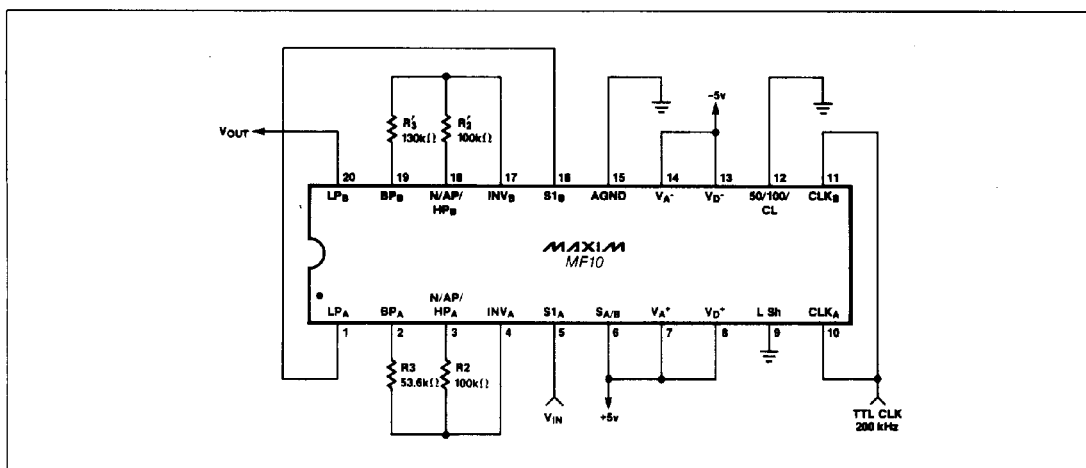 -5v
R'3
130kΩ
R'2
100kΩ
VOUT
20 19 18 17 18 15 14 13 12 11
LPB BPB N/AP/HPB INVB S1B AGND VA- VD- 50/100/CL CLKB
MAXIM
MF10
LPA BPA N/AP/HPA INVA S1A SA/B VA+ VD+ L Sh CLKA
1 2 3 4 5 6 7 8 9 10
R3
53.6kΩ
R2
100kΩ
VIN
+5v
TTL CLK
200 kHz